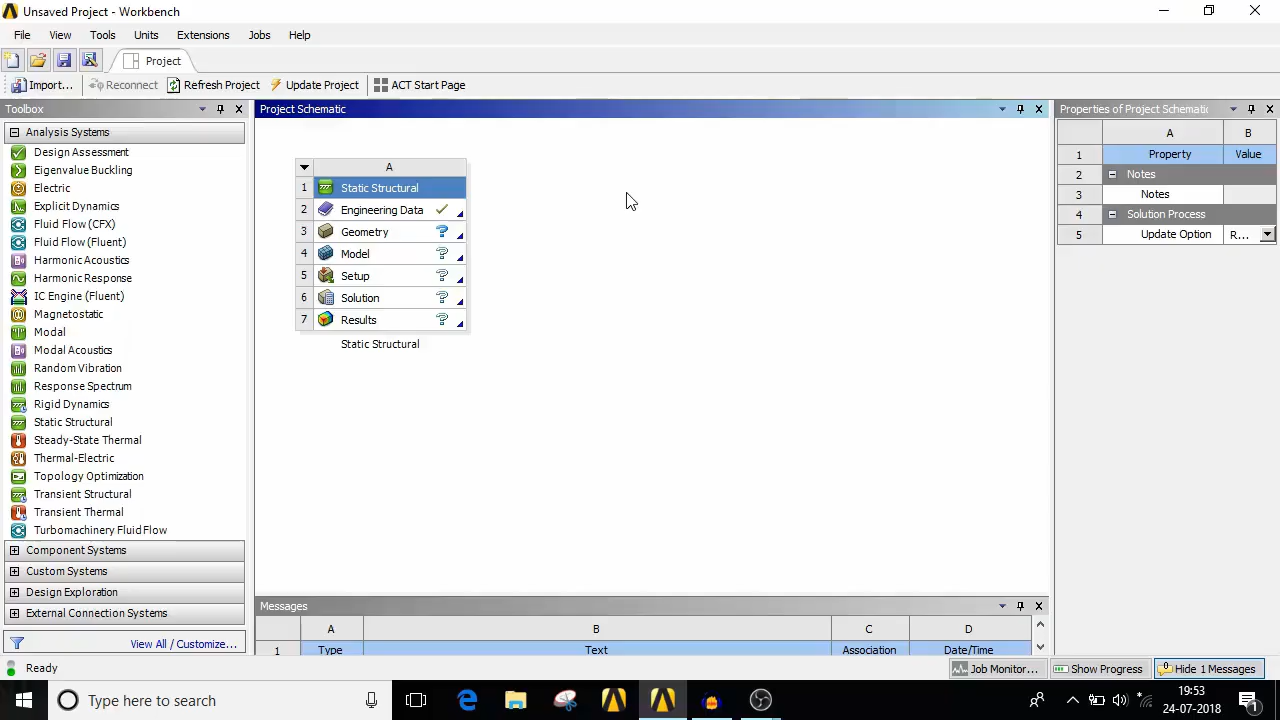 Unsaved Project - Workbench
File View Tools Units Extensions Jobs Help
Project
Import... Reconnect Refresh Project Update Project ACT Start Page
Toolbox
Analysis Systems
Design Assessment
Eigenvalue Buckling
Electric
Explicit Dynamics
Fluid Flow (CFX)
Fluid Flow (Fluent)
Harmonic Acoustics
Harmonic Response
IC Engine (Fluent)
Magnetostatic
Modal
Modal Acoustics
Random Vibration
Response Spectrum
Rigid Dynamics
Static Structural
Steady-State Thermal
Thermal-Electric
Topology Optimization
Transient Structural
Transient Thermal
Turbomachinery Fluid Flow
Component Systems
Custom Systems
Design Exploration
External Connection Systems
View All / Customize...
Project Schematic
A
1 Static Structural
2 Engineering Data
3 Geometry ?
4 Model ?
5 Setup ?
6 Solution ?
7 Results ?
Static Structural
Properties of Project Schematic
A B
1 Property Value
2 Notes
3 Notes
4 Solution Process
5 Update Option R...
Messages
A B C D
1 Type Text Association Date/Time
Ready
Job Monitor... Show Progress Hide 1 Messages
Type here to search
19:53
24-07-2018
1